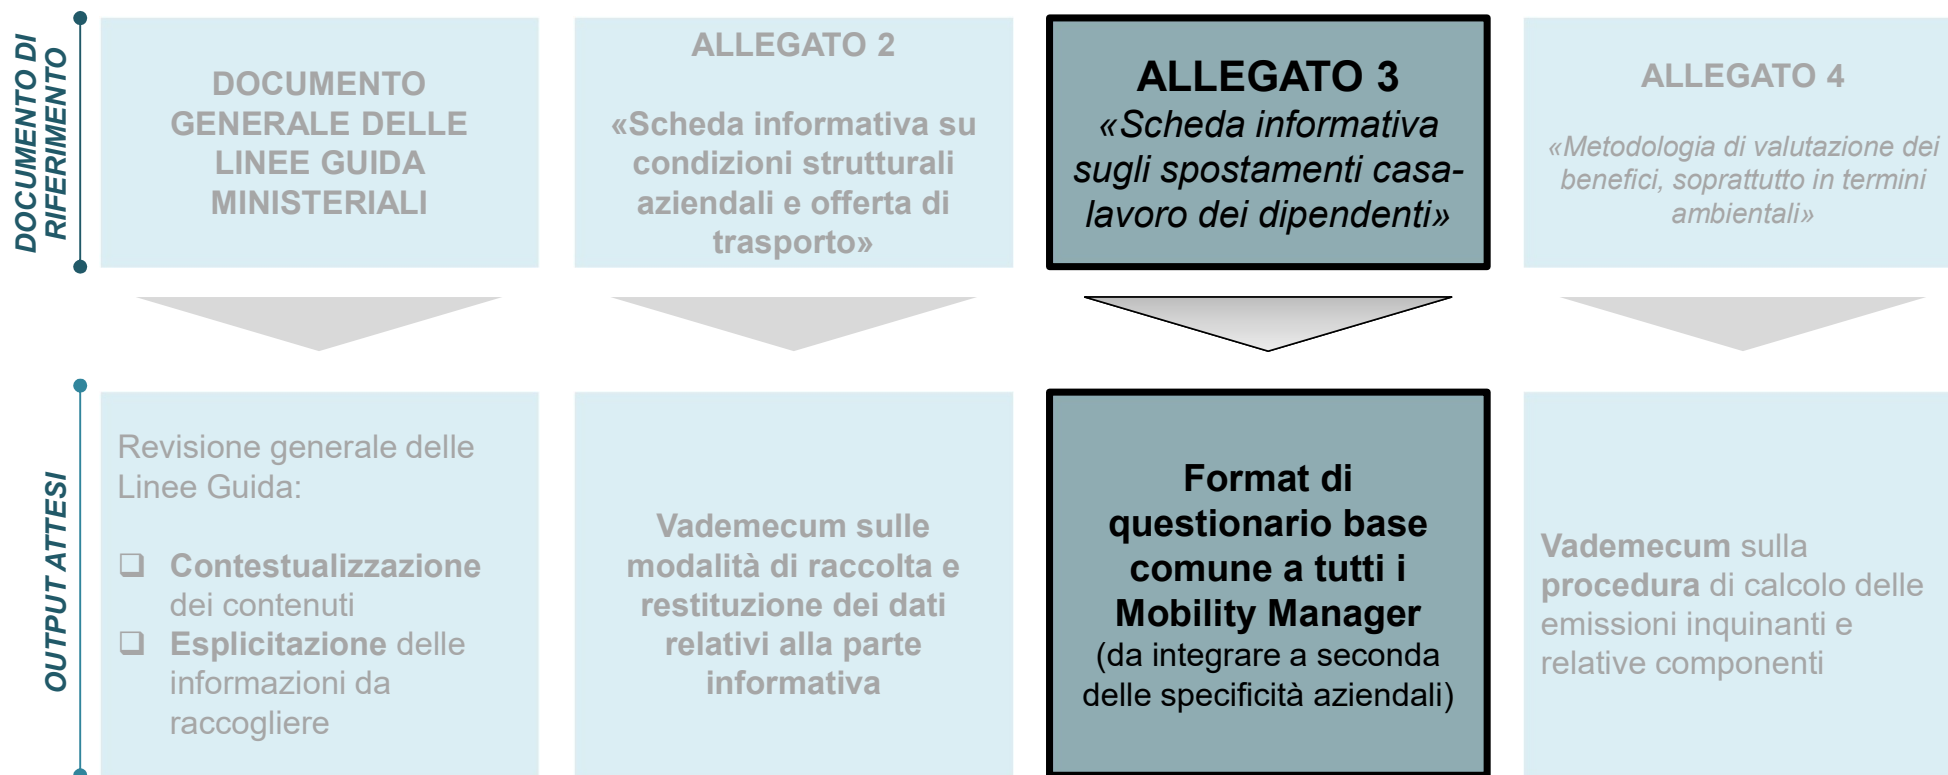 DOCUMENTO DI
RIFERIMENTO
DOCUMENTO
GENERALE DELLE
LINEE GUIDA
MINISTERIALI
ALLEGATO 2
«Scheda informativa su
condizioni strutturali
aziendali e offerta di
trasporto»
ALLEGATO 3
«Scheda informativa
sugli spostamenti casa-
lavoro dei dipendenti»
ALLEGATO 4
«Metodologia di valutazione dei
benefici, soprattutto in termini
ambientali»
OUTPUT ATTESI
Revisione generale delle
Linee Guida:
❑ Contestualizzazione
dei contenuti
❑ Esplicitazione delle
informazioni da
raccogliere
Vademecum sulle
modalità di raccolta e
restituzione dei dati
relativi alla parte
informativa
Format di
questionario base
comune a tutti i
Mobility Manager
(da integrare a seconda
delle specificità aziendali)
Vademecum sulla
procedura di calcolo delle
emissioni inquinanti e
relative componenti